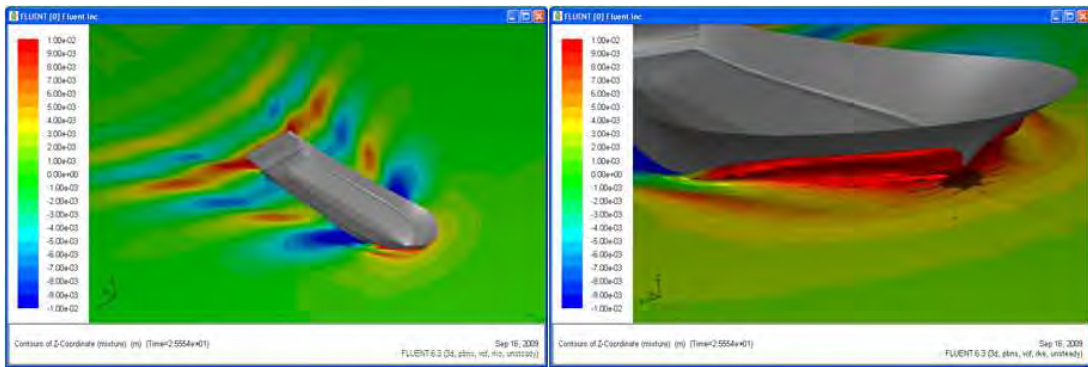 FLUENT [0] Fluent Inc
1.00e-02
9.00e-03
8.00e-03
7.00e-03
6.00e-03
5.00e-03
4.00e-03
3.00e-03
2.00e-03
1.00e-03
0.00e+00
-1.00e-03
-2.00e-03
-3.00e-03
-4.00e-03
-5.00e-03
-6.00e-03
-7.00e-03
-8.00e-03
-9.00e-03
-1.00e-02
Contours of Z-Coordinate (mixture) (m) (Time=2.5554e+01)
Sep 16, 2009
FLUENT 6.3 (3d, pbns, vof, rke, unsteady)
FLUENT [0] Fluent Inc
1.00e-02
9.00e-03
8.00e-03
7.00e-03
6.00e-03
5.00e-03
4.00e-03
3.00e-03
2.00e-03
1.00e-03
0.00e+00
-1.00e-03
-2.00e-03
-3.00e-03
-4.00e-03
-5.00e-03
-6.00e-03
-7.00e-03
-8.00e-03
-9.00e-03
-1.00e-02
Contours of Z-Coordinate (mixture) (m) (Time=2.5554e+01)
Sep 16, 2009
FLUENT 6.3 (3d, pbns, vof, rke, unsteady)